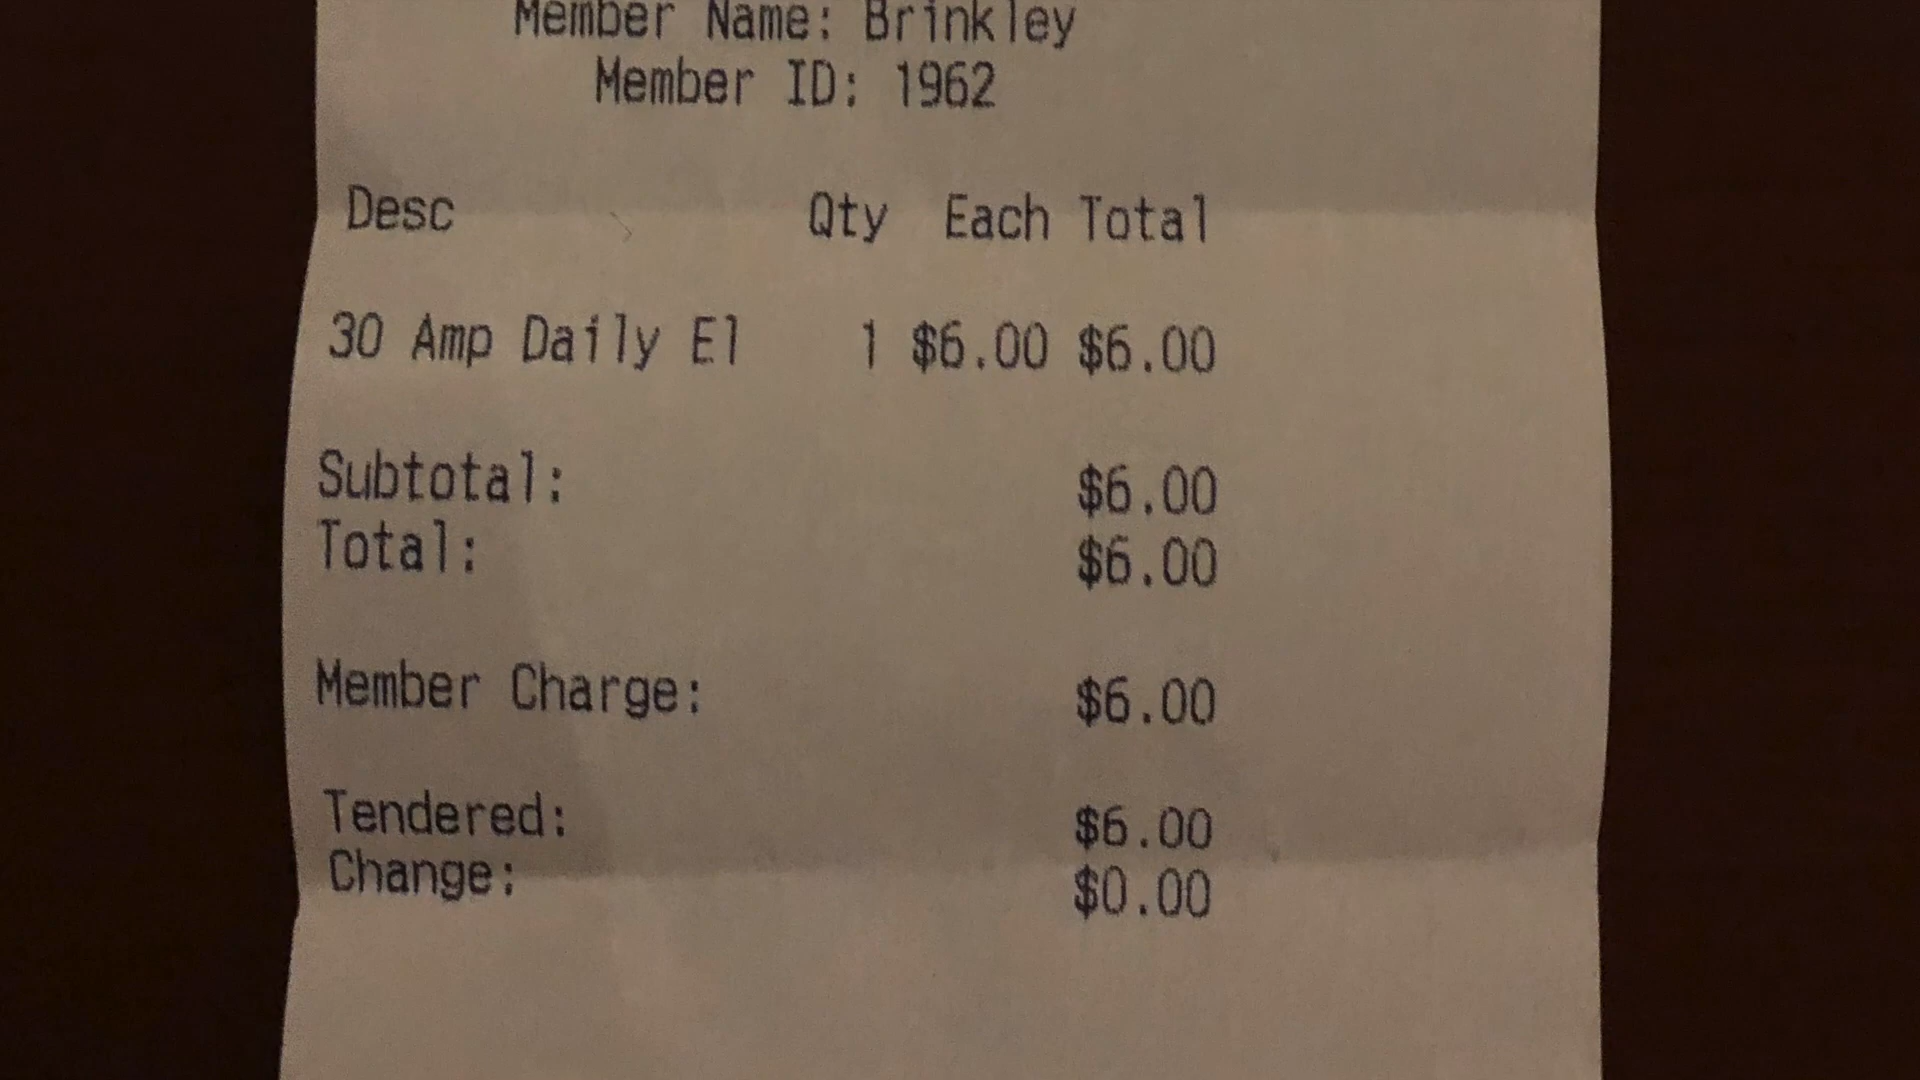 Member Name: Brinkley
Member ID: 1962
Desc Qty Each Total
30 Amp Daily El 1 $6.00 $6.00
Subtotal: $6.00
Total: $6.00
Member Charge: $6.00
Tendered: $6.00
Change: $0.00